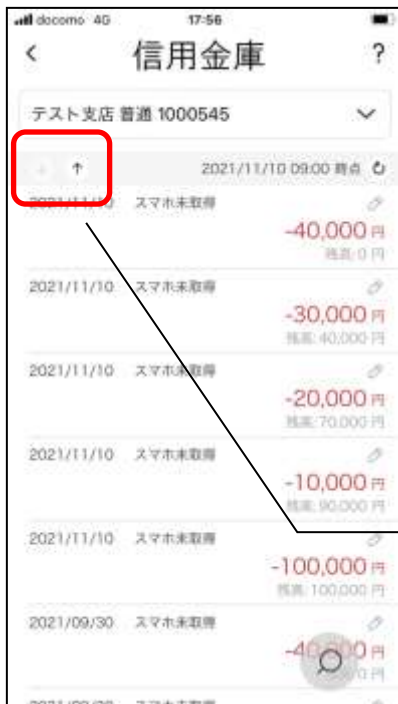 docomo 4G 17:56
信用金庫 ?
テスト支店 普通 1000545
↓ ↑ 2021/11/10 09:00 時点
2021/11/10 スマホ未取得
-40,000 円
残高: 0 円
2021/11/10 スマホ未取得
-30,000 円
残高: 40,000 円
2021/11/10 スマホ未取得
-20,000 円
残高: 70,000 円
2021/11/10 スマホ未取得
-10,000 円
残高: 90,000 円
2021/11/10 スマホ未取得
-100,000 円
残高: 100,000 円
2021/09/30 スマホ未取得